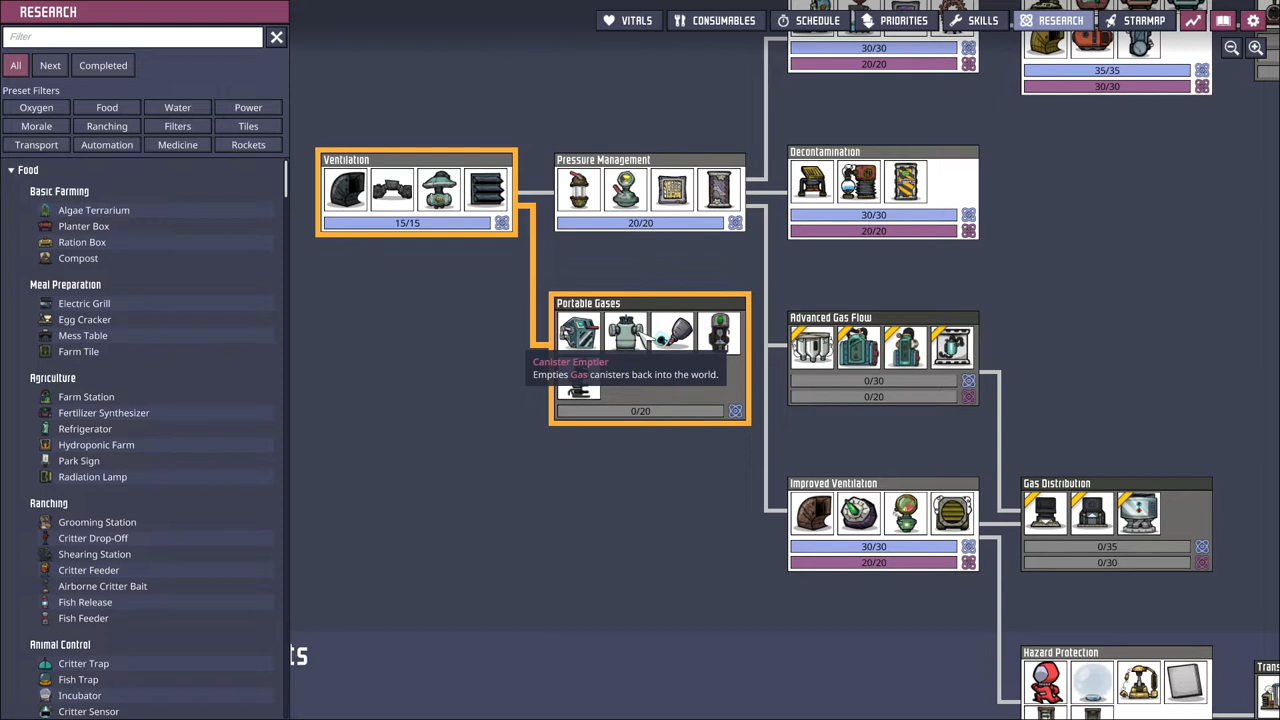 RESEARCH
VITALS
CONSUMABLES
SCHEDULE
PRIORITIES
SKILLS
RESEARCH
STARMAP
Filter
All
Next
Completed
Preset Filters
Oxygen
Food
Water
Power
Morale
Ranching
Filters
Tiles
Transport
Automation
Medicine
Rockets
Food
Basic Farming
Algae Terrarium
Planter Box
Ration Box
Compost
Meal Preparation
Electric Grill
Egg Cracker
Mess Table
Farm Tile
Agriculture
Farm Station
Fertilizer Synthesizer
Refrigerator
Hydroponic Farm
Park Sign
Radiation Lamp
Ranching
Grooming Station
Critter Drop-Off
Shearing Station
Critter Feeder
Airborne Critter Bait
Fish Release
Fish Feeder
Animal Control
Critter Trap
Fish Trap
Incubator
Critter Sensor
30/30
20/20
35/35
30/30
Ventilation
15/15
Pressure Management
20/20
Decontamination
30/30
20/20
Portable Gases
Canister Emptier
Empties Gas canisters back into the world.
0/20
Advanced Gas Flow
0/30
0/20
Improved Ventilation
30/30
20/20
Gas Distribution
0/35
0/30
Hazard Protection
ts